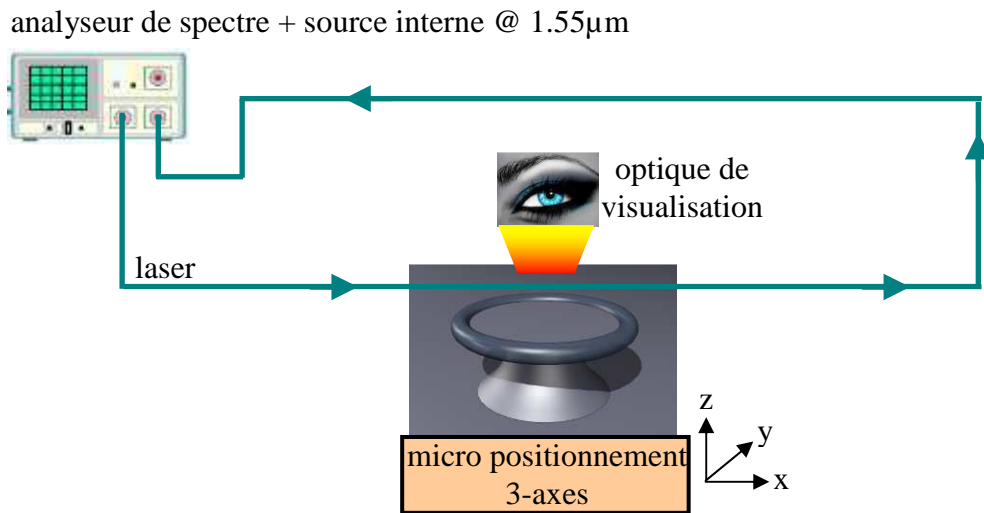 analyseur de spectre + source interne @ 1.55µm
optique de
visualisation
laser
micro positionnement
3-axes
z
y
x